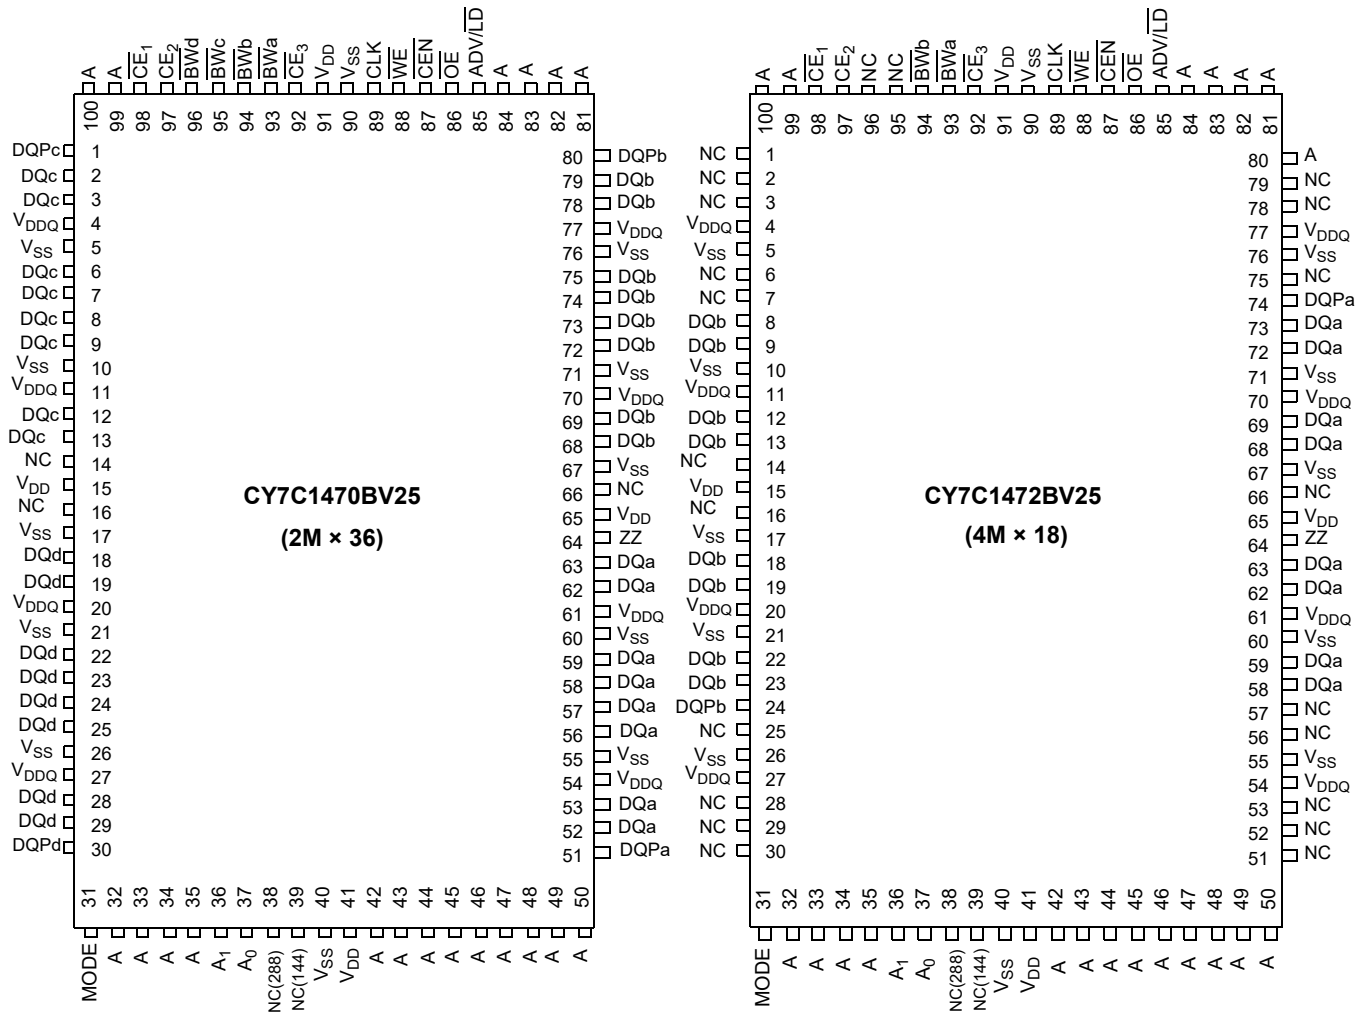 A A CE1 CE2 BWd BWc BWb BWa CE3 VDD VSS CLK WE CEN OE ADV/LD A A A A
100 99 98 97 96 95 94 93 92 91 90 89 88 87 86 85 84 83 82 81
DQPc 1
DQc 2
DQc 3
VDDQ 4
VSS 5
DQc 6
DQc 7
DQc 8
DQc 9
VSS 10
VDDQ 11
DQc 12
DQc 13
NC 14
VDD 15
NC 16
VSS 17
DQd 18
DQd 19
VDDQ 20
VSS 21
DQd 22
DQd 23
DQd 24
DQd 25
VSS 26
VDDQ 27
DQd 28
DQd 29
DQPd 30
CY7C1470BV25
(2M × 36)
80 DQPb
79 DQb
78 DQb
77 VDDQ
76 VSS
75 DQb
74 DQb
73 DQb
72 DQb
71 VSS
70 VDDQ
69 DQb
68 DQb
67 VSS
66 NC
65 VDD
64 ZZ
63 DQa
62 DQa
61 VDDQ
60 VSS
59 DQa
58 DQa
57 DQa
56 DQa
55 VSS
54 VDDQ
53 DQa
52 DQa
51 DQPa
31 32 33 34 35 36 37 38 39 40 41 42 43 44 45 46 47 48 49 50
MODE A A A A A1 A0 NC(288) NC(144) VSS VDD A A A A A A A A A
A A CE1 CE2 NC NC BWb BWa CE3 VDD VSS CLK WE CEN OE ADV/LD A A A A
100 99 98 97 96 95 94 93 92 91 90 89 88 87 86 85 84 83 82 81
NC 1
NC 2
NC 3
VDDQ 4
VSS 5
NC 6
NC 7
DQb 8
DQb 9
VSS 10
VDDQ 11
DQb 12
DQb 13
NC 14
VDD 15
NC 16
VSS 17
DQb 18
DQb 19
VDDQ 20
VSS 21
DQb 22
DQb 23
DQPb 24
NC 25
VSS 26
VDDQ 27
NC 28
NC 29
NC 30
CY7C1472BV25
(4M × 18)
80 A
79 NC
78 NC
77 VDDQ
76 VSS
75 NC
74 DQPa
73 DQa
72 DQa
71 VSS
70 VDDQ
69 DQa
68 DQa
67 VSS
66 NC
65 VDD
64 ZZ
63 DQa
62 DQa
61 VDDQ
60 VSS
59 DQa
58 DQa
57 NC
56 NC
55 VSS
54 VDDQ
53 NC
52 NC
51 NC
31 32 33 34 35 36 37 38 39 40 41 42 43 44 45 46 47 48 49 50
MODE A A A A A1 A0 NC(288) NC(144) VSS VDD A A A A A A A A A